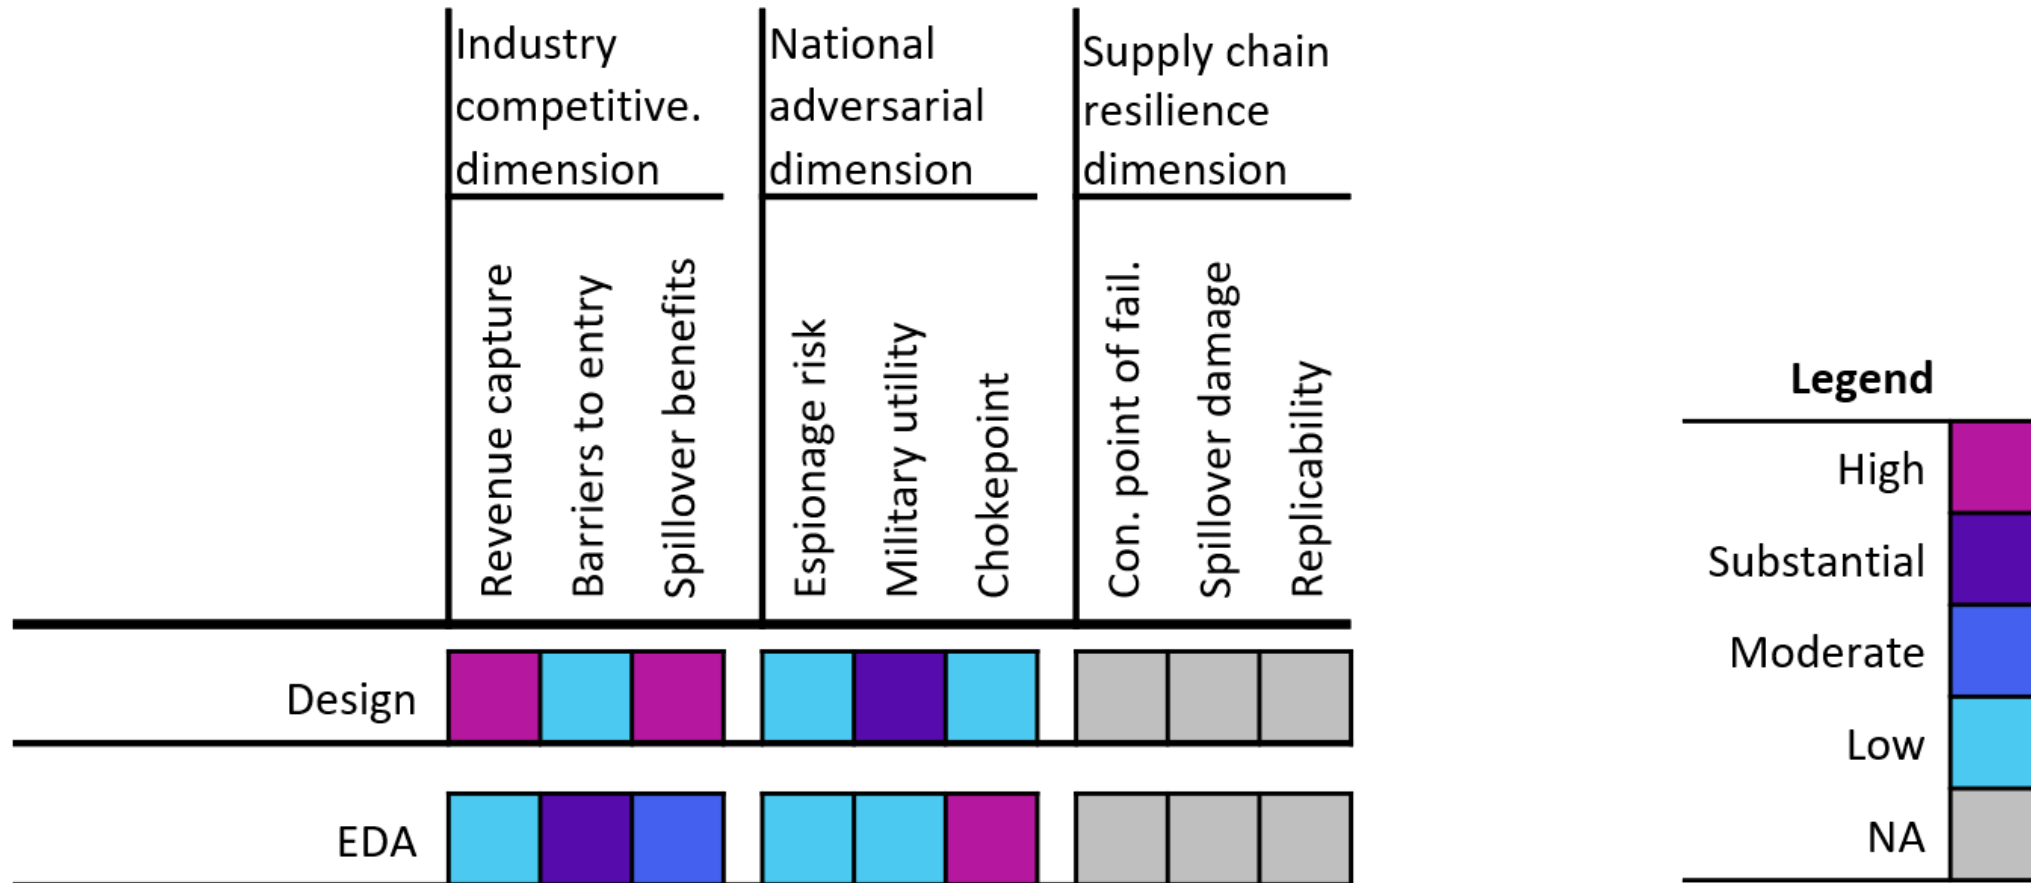 Industry
competitive.
dimension
National
adversarial
dimension
Supply chain
resilience
dimension
Revenue capture
Barriers to entry
Spillover benefits
Espionage risk
Military utility
Chokepoint
Con. point of fail.
Spillover damage
Replicability
Design
EDA
Legend
High
Substantial
Moderate
Low
NA